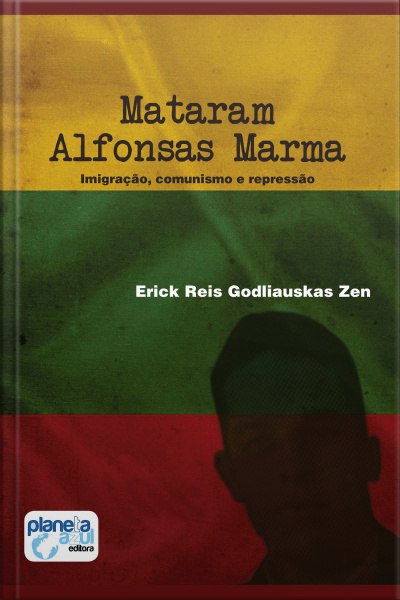 Mataram
Alfonsas Marma
Imigração, comunismo e repressão
Erick Reis Godliauskas Zen
planeta
azul
editora